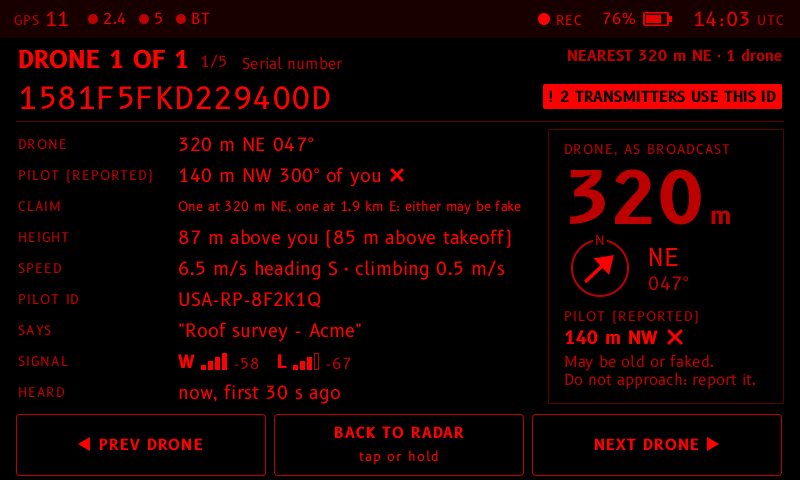 GPS 11 2.4 5 BT REC 76% 14:03 UTC
DRONE 1 OF 1 1/5 Serial number
NEAREST 320 m NE · 1 drone
1581F5FKD229400D
! 2 TRANSMITTERS USE THIS ID
DRONE 320 m NE 047°
PILOT [REPORTED] 140 m NW 300° of you ✕
CLAIM One at 320 m NE, one at 1.9 km E: either may be fake
HEIGHT 87 m above you [85 m above takeoff]
SPEED 6.5 m/s heading S · climbing 0.5 m/s
PILOT ID USA-RP-8F2K1Q
SAYS "Roof survey - Acme"
SIGNAL W -58 L -67
HEARD now, first 30 s ago
DRONE, AS BROADCAST
320 m
N
NE
047°
PILOT [REPORTED]
140 m NW ✕
May be old or faked.
Do not approach: report it.
◀ PREV DRONE
BACK TO RADAR
tap or hold
NEXT DRONE ▶